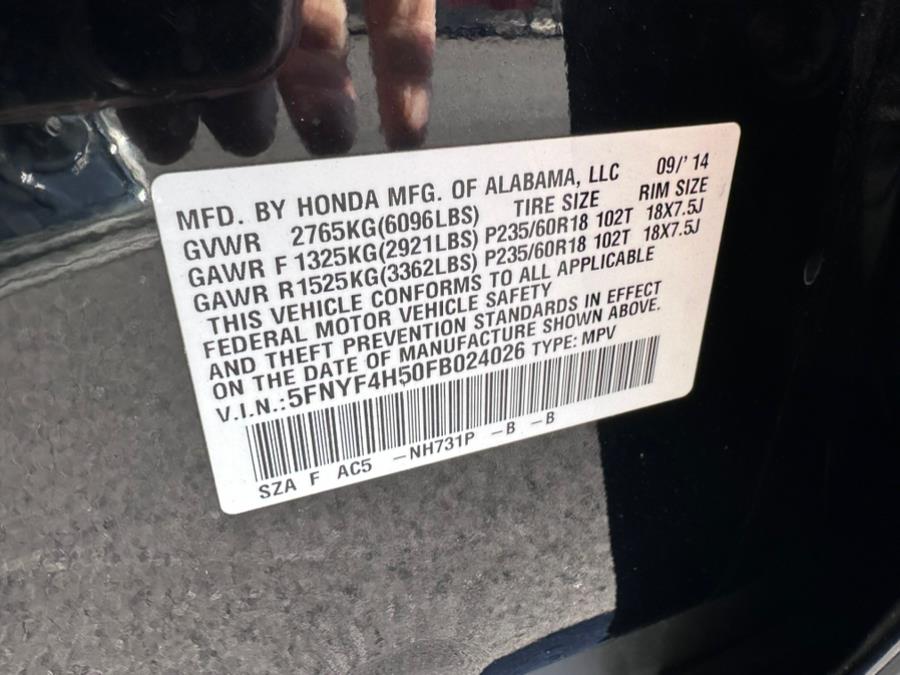 MFD. BY HONDA MFG. OF ALABAMA, LLC 09/'14
GVWR 2765KG(6096LBS) TIRE SIZE RIM SIZE
GAWR F 1325KG(2921LBS) P235/60R18 102T 18X7.5J
GAWR R 1525KG(3362LBS) P235/60R18 102T 18X7.5J
THIS VEHICLE CONFORMS TO ALL APPLICABLE
FEDERAL MOTOR VEHICLE SAFETY
AND THEFT PREVENTION STANDARDS IN EFFECT
ON THE DATE OF MANUFACTURE SHOWN ABOVE.
V.I.N.:5FNYF4H50FB024026 TYPE: MPV
SZA F AC5 –NH731P –B –B